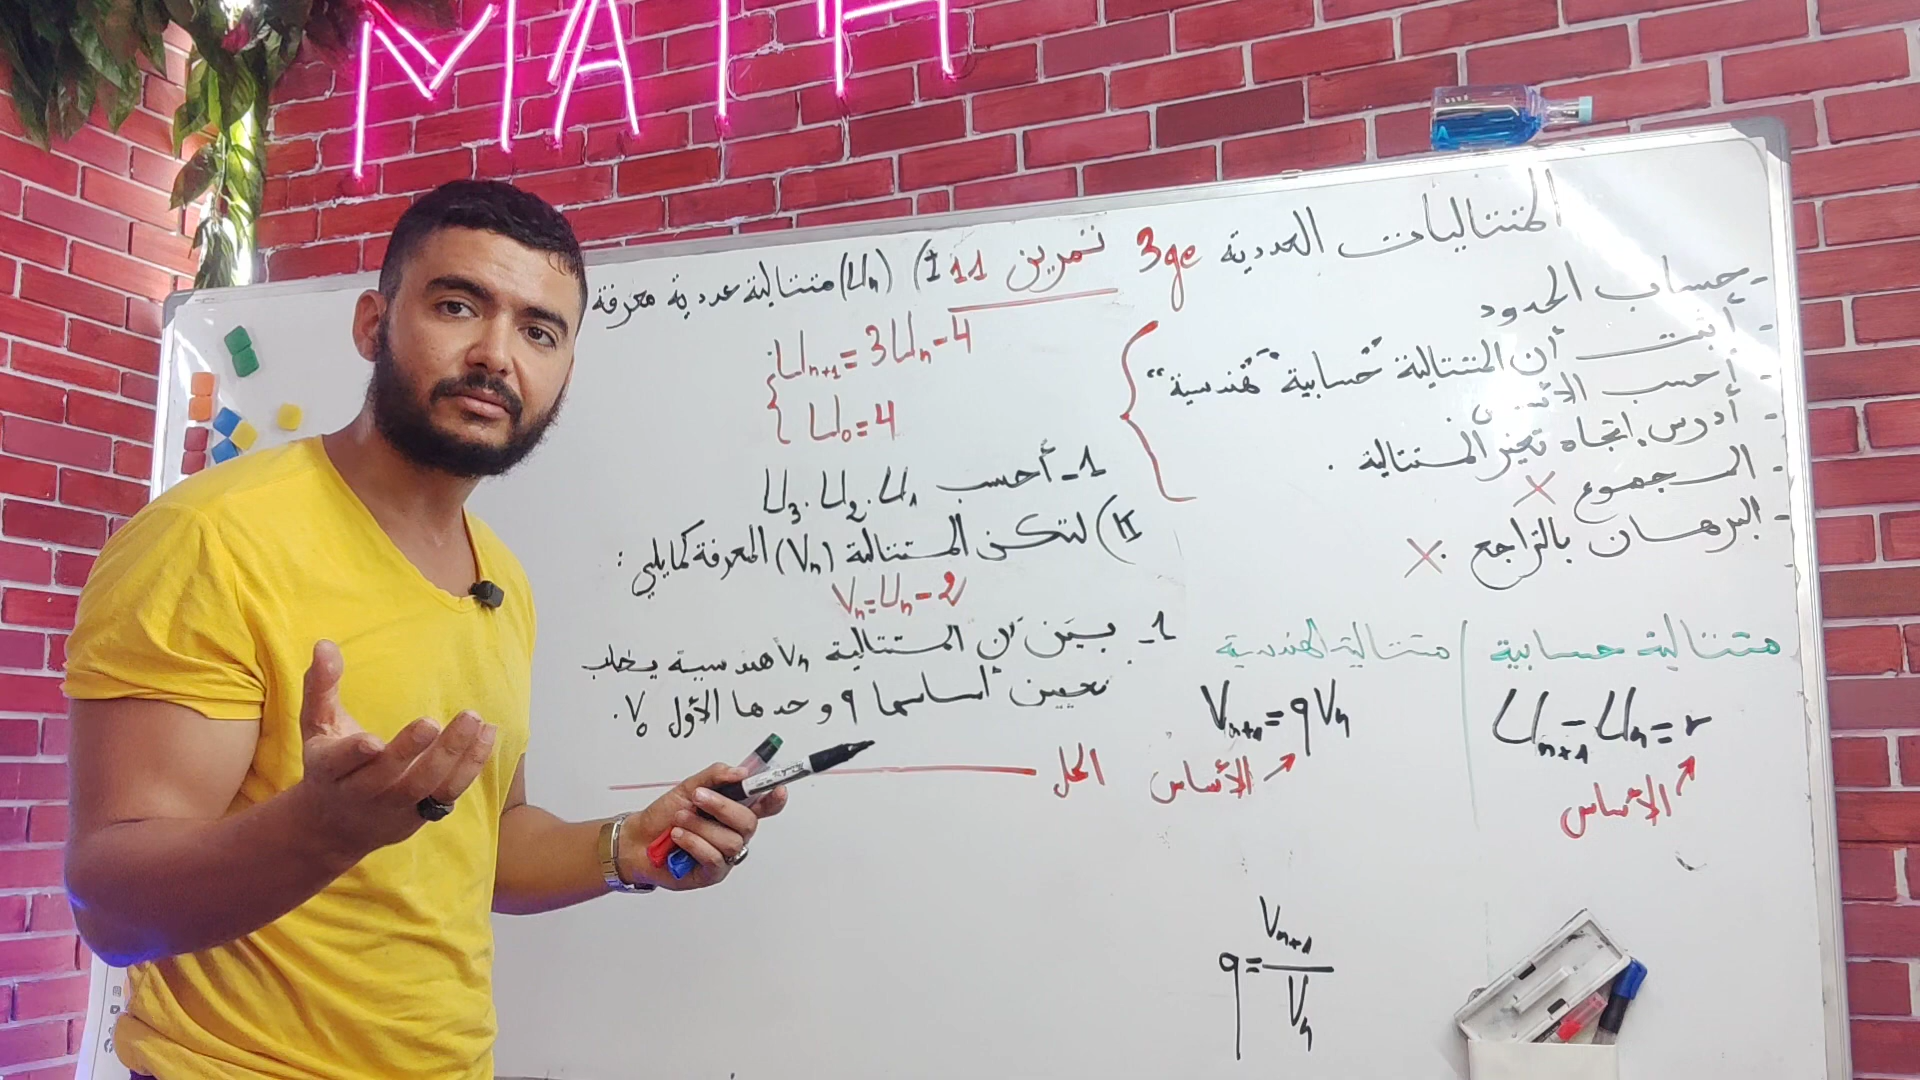 MATH
المتتاليات العددية 3ge
- حساب الحدود
- أثبت أن المتتالية "حسابية" "هندسية"
- أحسب الأساس.
- أدرس اتجاه تغير المتتالية.
- المجموع ×
- البرهان بالتراجع. ×
متتالية حسابية
Un+1 - Un = r
الأساس
متتالية هندسية
Vn+1 = qVn
الأساس
q = Vn+1 / Vn
تمرين 11 I) (Un) متتالية عددية معرفة
Un+1 = 3Un - 4
U0 = 4
1- أحسب U1 . U2 . U3
II) لتكن المتتالية (Vn) المعرفة كمايلي :
Vn = Un - 2
1- بين أن المتتالية Vn هندسية يطلب
تعيين أساسها q و حدها الأول V0.
الحل